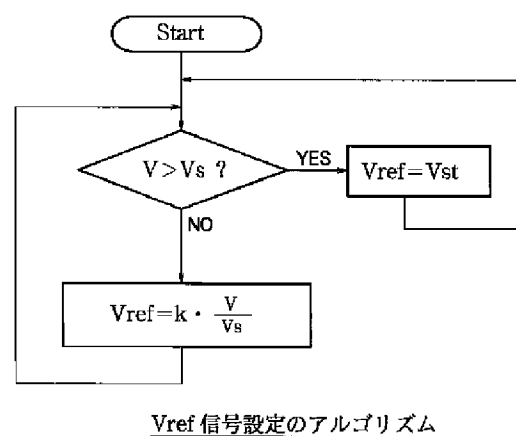 Start
V>Vs ?
YES
Vref=Vst
NO
Vref=k・V/Vs
Vref 信号設定のアルゴリズム